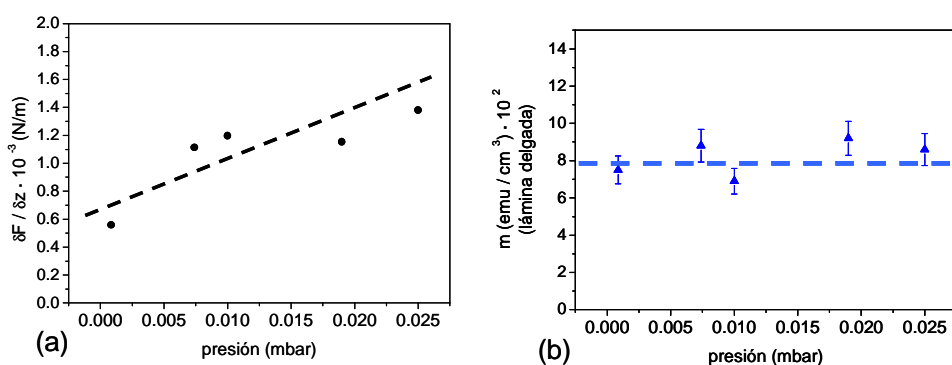 δF / δz · 10⁻³ (N/m)
2.0
1.8
1.6
1.4
1.2
1.0
0.8
0.6
0.4
0.2
0.0
0.000 0.005 0.010 0.015 0.020 0.025
presión (mbar)
(a)
m (emu / cm³) · 10²
(lámina delgada)
14
12
10
8
6
4
2
0
0.000 0.005 0.010 0.015 0.020 0.025
presión (mbar)
(b)